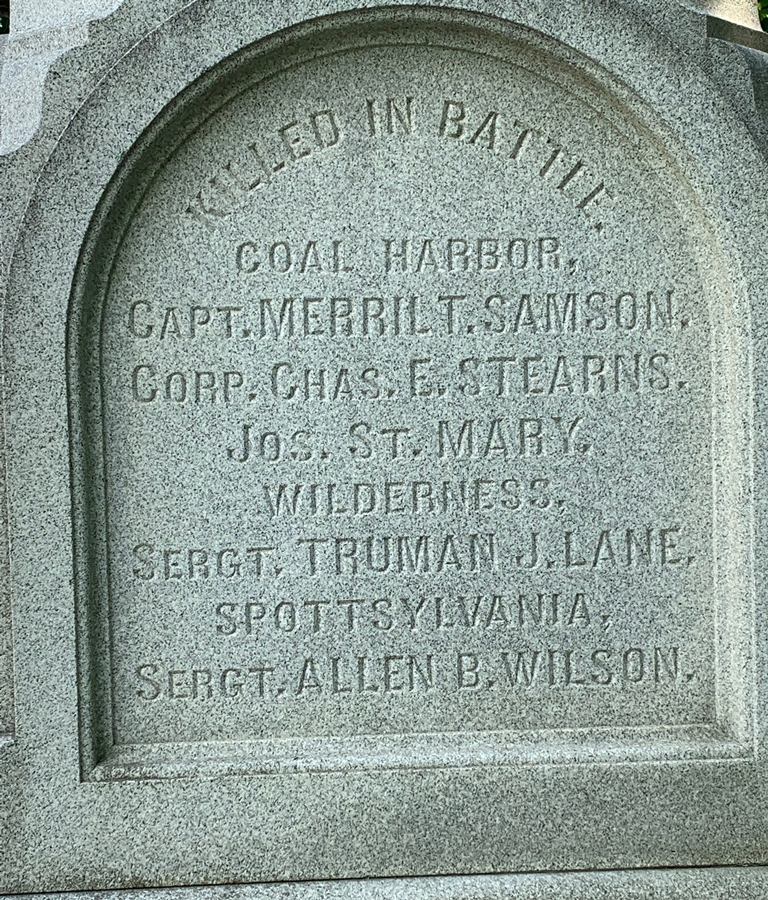 KILLED IN BATTLE.
COAL HARBOR,
CAPT. MERRIL T. SAMSON.
CORP. CHAS. E. STEARNS.
JOS. ST. MARY.
WILDERNESS,
SERGT. TRUMAN J. LANE.
SPOTTSYLVANIA,
SERGT. ALLEN B. WILSON.